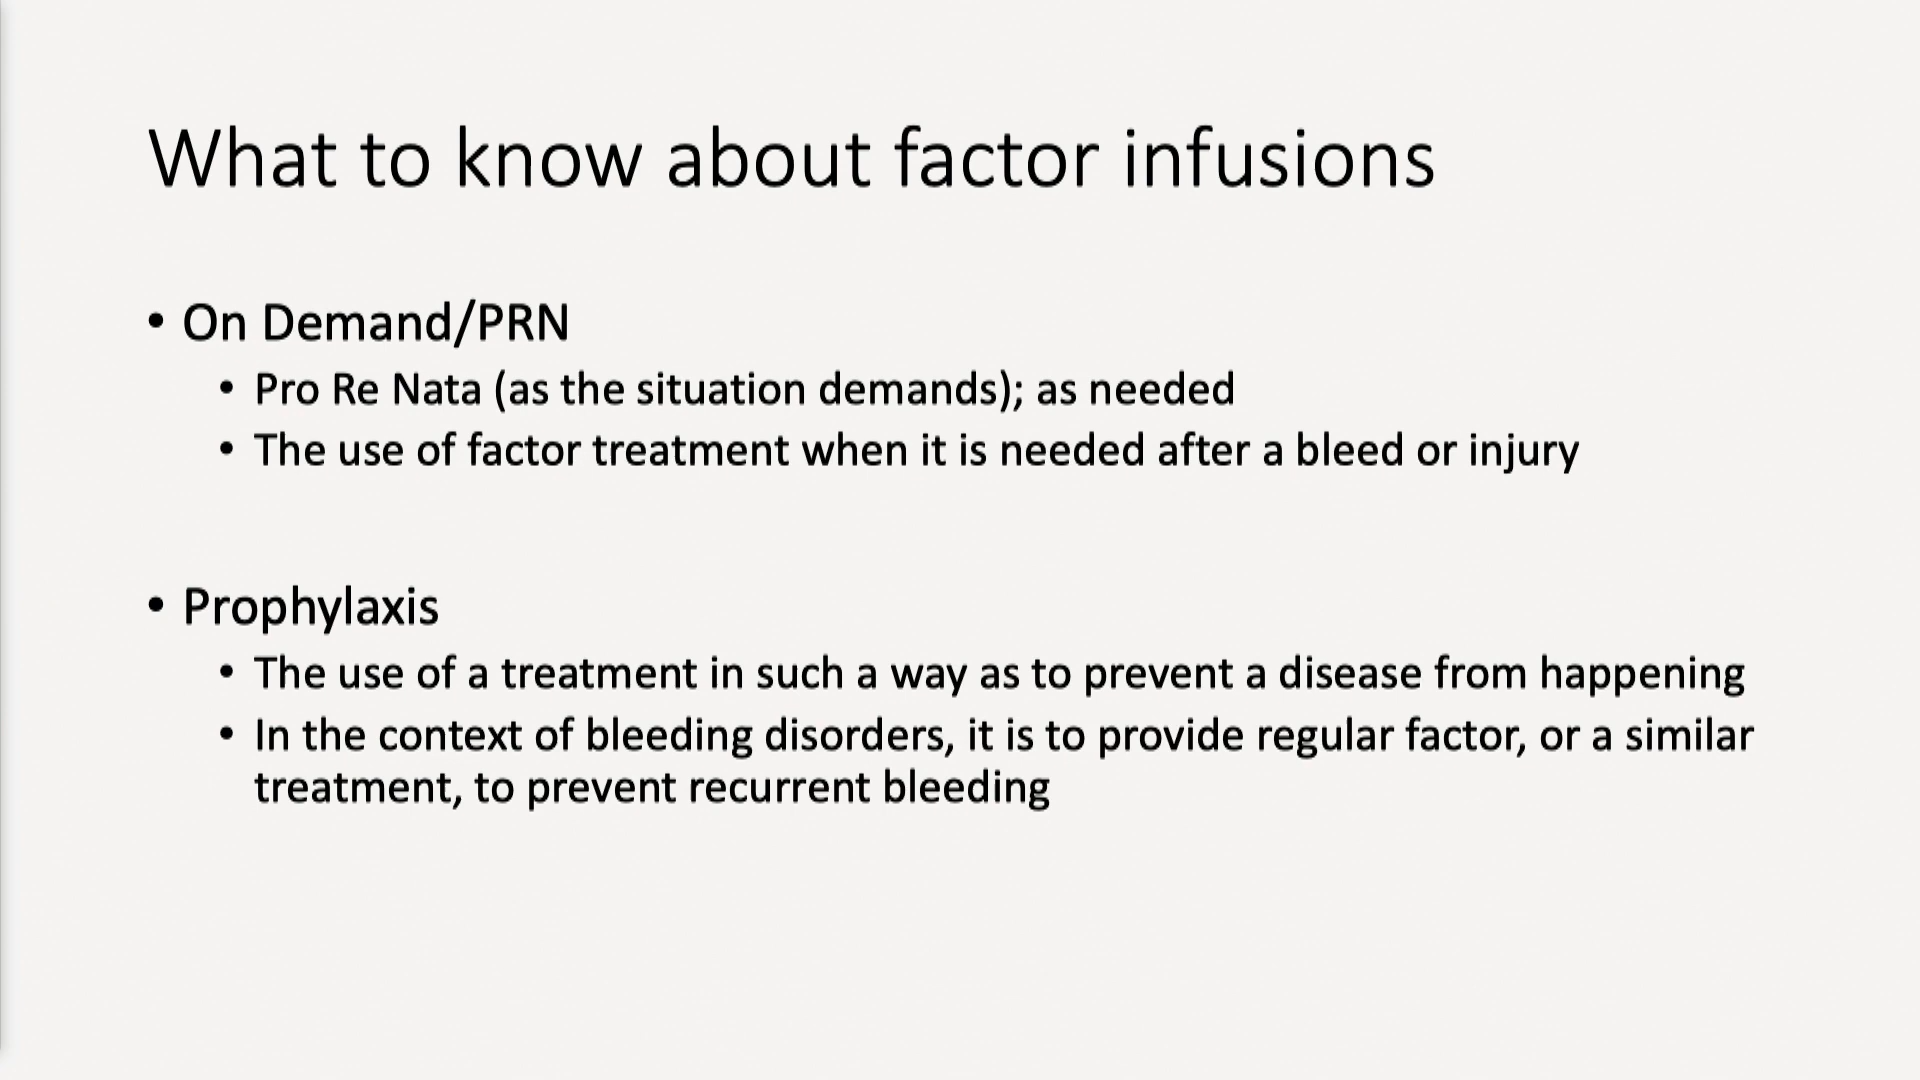 What to know about factor infusions
• On Demand/PRN
• Pro Re Nata (as the situation demands); as needed
• The use of factor treatment when it is needed after a bleed or injury
• Prophylaxis
• The use of a treatment in such a way as to prevent a disease from happening
• In the context of bleeding disorders, it is to provide regular factor, or a similar
treatment, to prevent recurrent bleeding